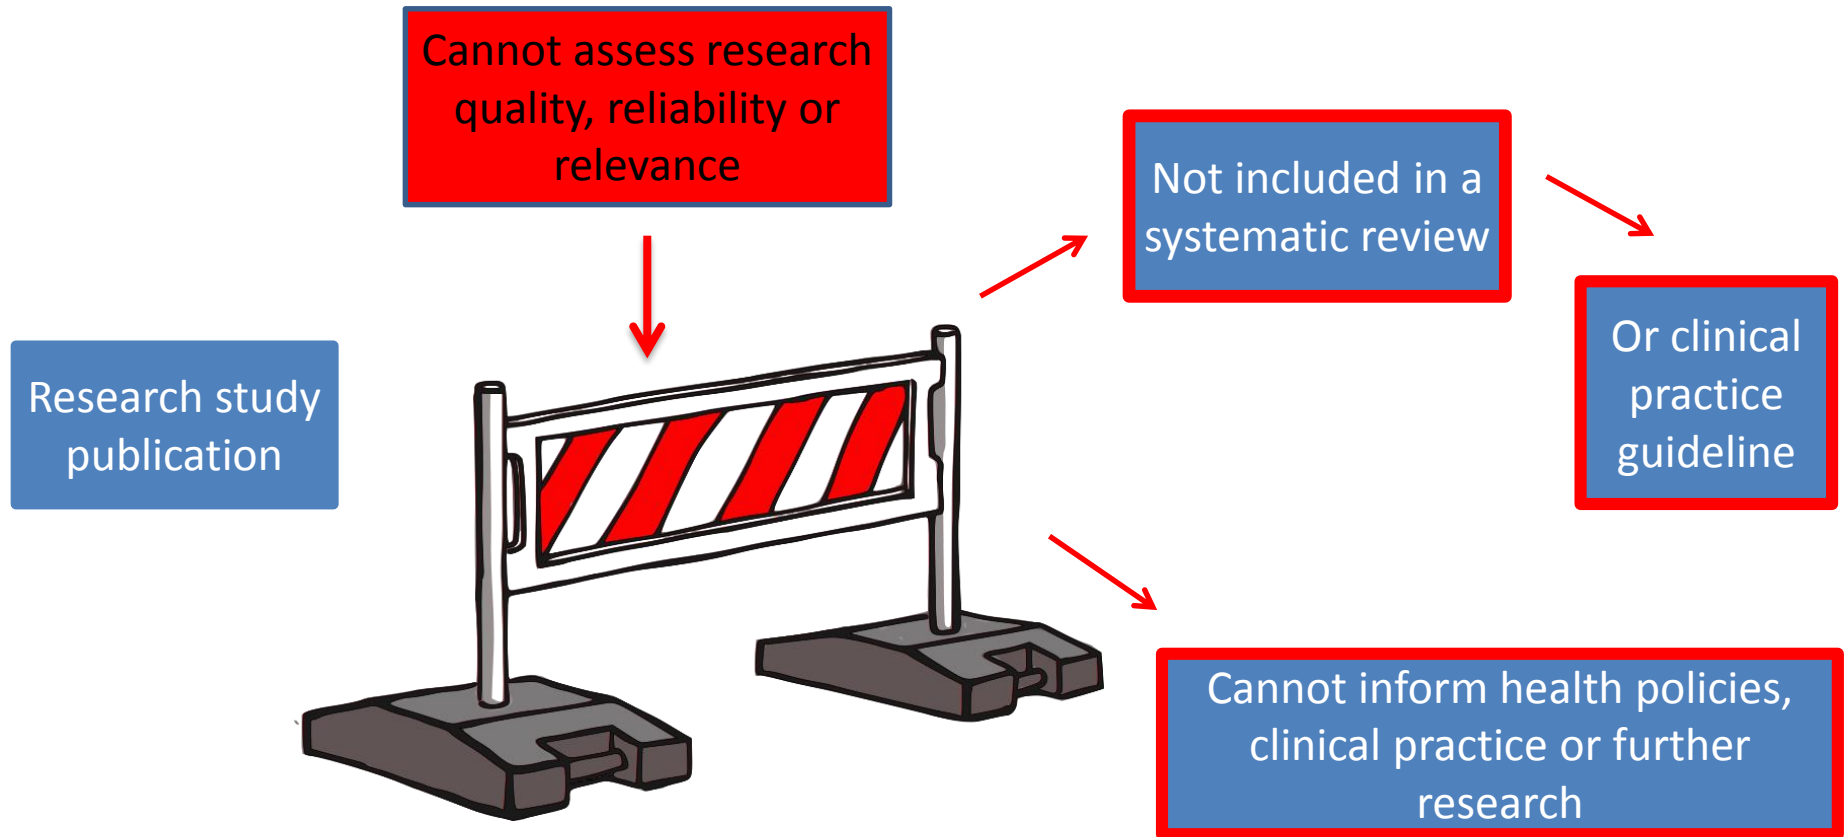 Cannot assess research
quality, reliability or
relevance
Not included in a
systematic review
Or clinical
practice
guideline
Research study
publication
Cannot inform health policies,
clinical practice or further
research